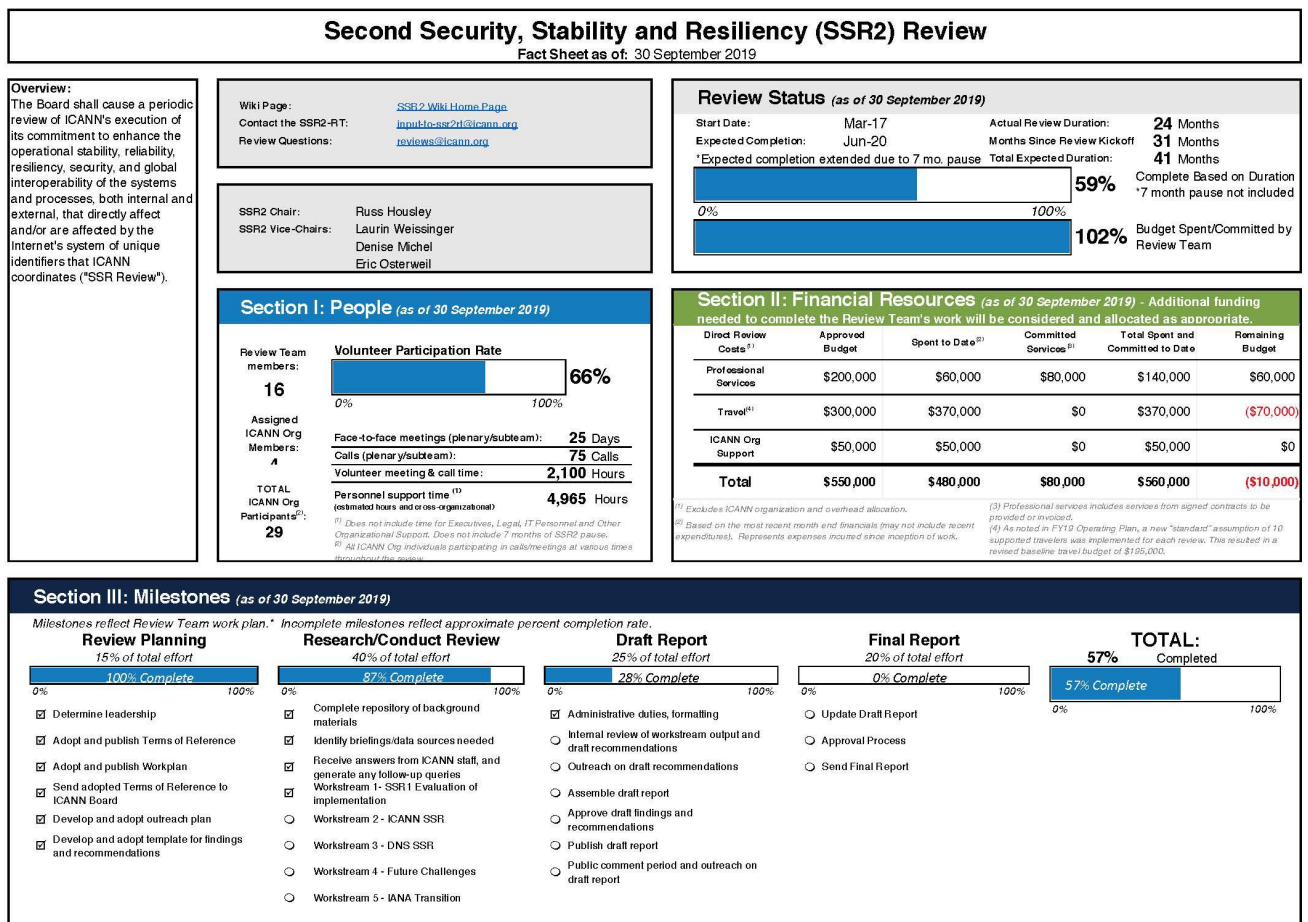 Second Security, Stability and Resiliency (SSR2) Review
Fact Sheet as of: 30 September 2019
Overview:
The Board shall cause a periodic
review of ICANN's execution of
its commitment to enhance the
operational stability, reliability,
resiliency, security, and global
interoperability of the systems
and processes, both internal and
external, that directly affect
and/or are affected by the
Internet's system of unique
identifiers that ICANN
coordinates ("SSR Review").
Wiki Page: SSR2 Wiki Home Page
Contact the SSR2-RT: input-to-ssr2rt@icann.org
Review Questions: reviews@icann.org
SSR2 Chair: Russ Housley
SSR2 Vice-Chairs: Laurin Weissinger
Denise Michel
Eric Osterweil
Review Status (as of 30 September 2019)
Start Date: Mar-17 Actual Review Duration: 24 Months
Expected Completion: Jun-20 Months Since Review Kickoff 31 Months
*Expected completion extended due to 7 mo. pause Total Expected Duration: 41 Months
59% Complete Based on Duration
*7 month pause not included
0% 100%
102% Budget Spent/Committed by
Review Team
Section I: People (as of 30 September 2019)
Review Team
members:
16
Assigned
ICANN Org
Members:
4
TOTAL
ICANN Org
Participants(2):
29
Volunteer Participation Rate
66%
0% 100%
Face-to-face meetings (plenary/subteam): 25 Days
Calls (plenary/subteam): 75 Calls
Volunteer meeting & call time: 2,100 Hours
Personnel support time (1) 4,965 Hours
(estimated hours and cross-organizational)
(1) Does not include time for Executives, Legal, IT Personnel and Other
Organizational Support. Does not include 7 months of SSR2 pause.
(2) All ICANN Org individuals participating in calls/meetings at various times
throughout the review
Section II: Financial Resources (as of 30 September 2019) - Additional funding
needed to complete the Review Team's work will be considered and allocated as appropriate.
Direct Review Costs (1) Approved Budget Spent to Date(2) Committed Services (3) Total Spent and Committed to Date Remaining Budget
Professional Services $200,000 $60,000 $80,000 $140,000 $60,000
Travel(4) $300,000 $370,000 $0 $370,000 ($70,000)
ICANN Org Support $50,000 $50,000 $0 $50,000 $0
Total $550,000 $480,000 $80,000 $560,000 ($10,000)
(1) Excludes ICANN organization and overhead allocation.
(2) Based on the most recent month end financials (may not include recent
expenditures). Represents expenses incurred since inception of work.
(3) Professional services includes services from signed contracts to be
provided or invoiced.
(4) As noted in FY19 Operating Plan, a new "standard" assumption of 10
supported travelers was implemented for each review. This resulted in a
revised baseline travel budget of $195,000.
Section III: Milestones (as of 30 September 2019)
Milestones reflect Review Team work plan.* Incomplete milestones reflect approximate percent completion rate.
Review Planning
15% of total effort
100% Complete
0% 100%
Determine leadership
Adopt and publish Terms of Reference
Adopt and publish Workplan
Send adopted Terms of Reference to
ICANN Board
Develop and adopt outreach plan
Develop and adopt template for findings
and recommendations
Research/Conduct Review
40% of total effort
87% Complete
0% 100%
Complete repository of background
materials
Identify briefings/data sources needed
Receive answers from ICANN staff, and
generate any follow-up queries
Workstream 1- SSR1 Evaluation of
implementation
Workstream 2 - ICANN SSR
Workstream 3 - DNS SSR
Workstream 4 - Future Challenges
Workstream 5 - IANA Transition
Draft Report
25% of total effort
28% Complete
0% 100%
Administrative duties, formatting
Internal review of workstream output and
draft recommendations
Outreach on draft recommendations
Assemble draft report
Approve draft findings and
recommendations
Publish draft report
Public comment period and outreach on
draft report
Final Report
20% of total effort
0% Complete
0% 100%
Update Draft Report
Approval Process
Send Final Report
TOTAL:
57% Completed
57% Complete
0% 100%